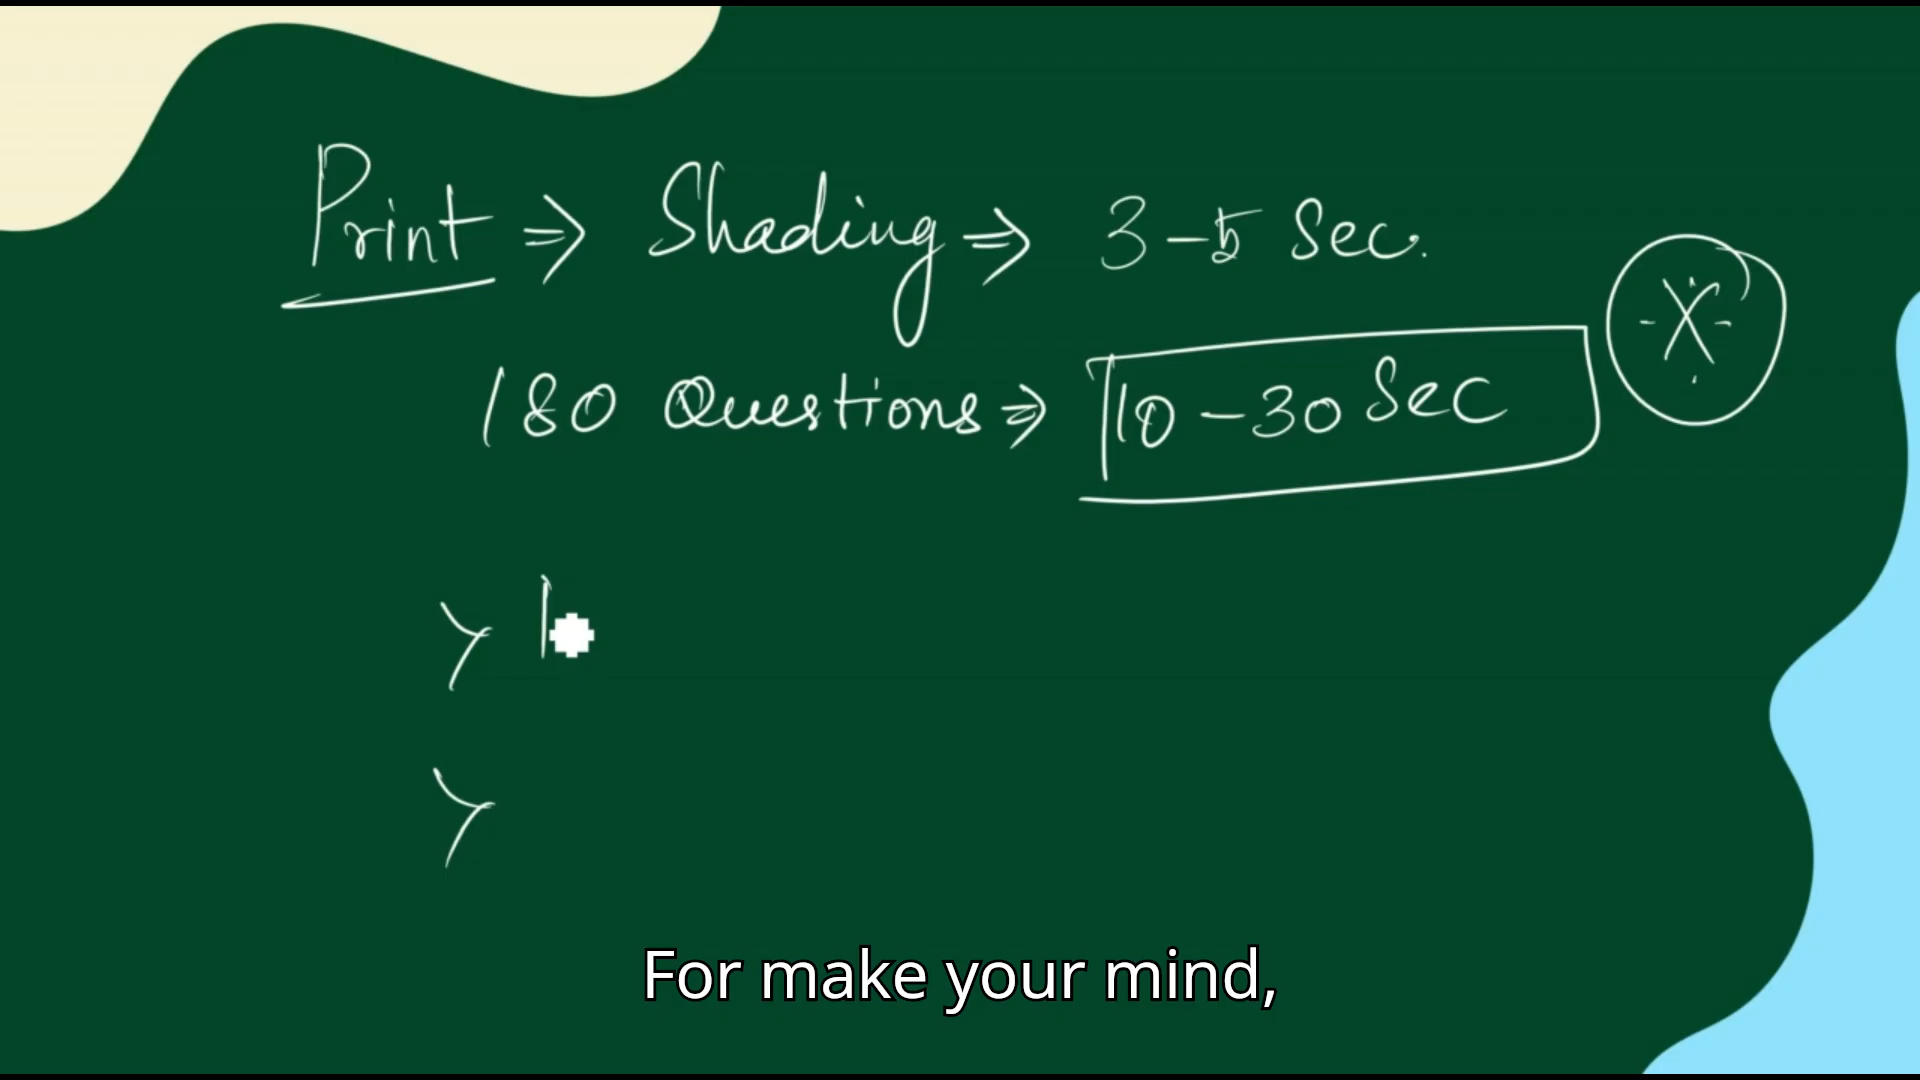 Print ⇒ Shading ⇒ 3-5 Sec.
180 Questions ⇒ 10-30 Sec
X
For make your mind,